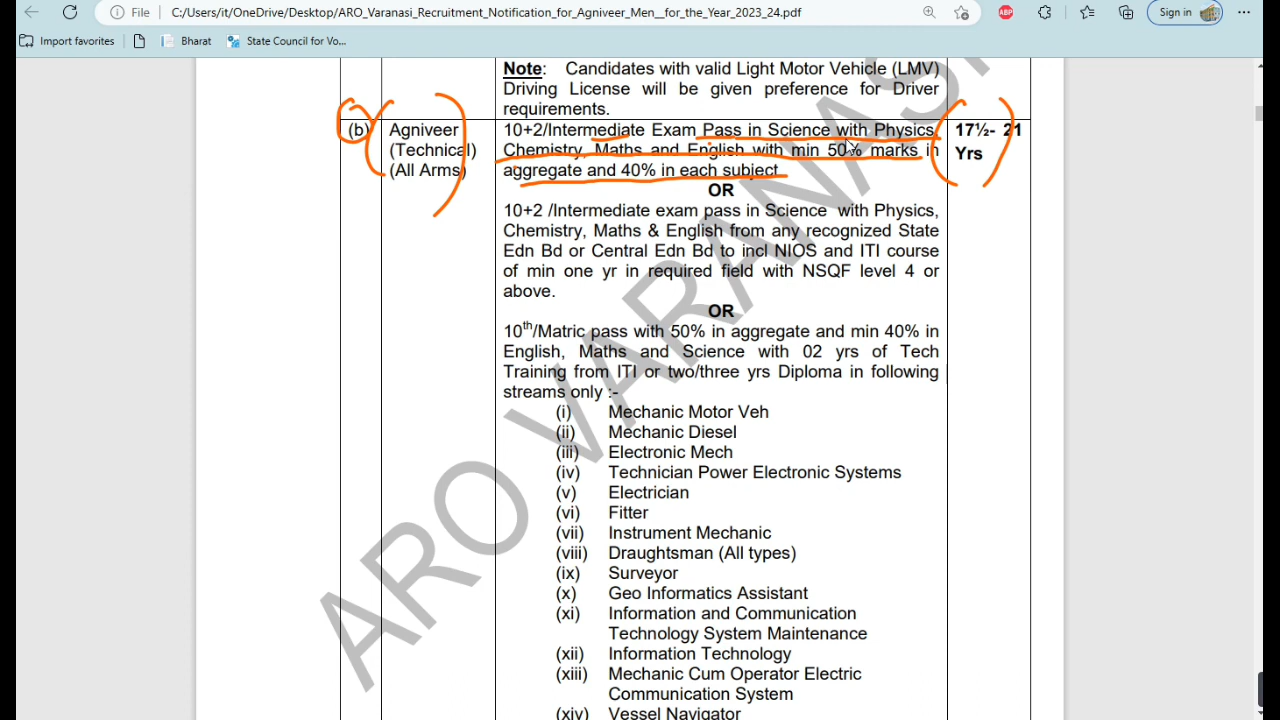 File
C:/Users/it/OneDrive/Desktop/ARO_Varanasi_Recruitment_Notification_for_Agniveer_Men__for_the_Year_2023_24.pdf
ABP
Sign in
Import favorites
Bharat
State Council for Vo...
Note: Candidates with valid Light Motor Vehicle (LMV)
Driving License will be given preference for Driver
requirements.
(b)
Agniveer
(Technical)
(All Arms)
10+2/Intermediate Exam Pass in Science with Physics,
Chemistry, Maths and English with min 50% marks in
aggregate and 40% in each subject.
OR
10+2 /Intermediate exam pass in Science with Physics,
Chemistry, Maths & English from any recognized State
Edn Bd or Central Edn Bd to incl NIOS and ITI course
of min one yr in required field with NSQF level 4 or
above.
OR
10th/Matric pass with 50% in aggregate and min 40% in
English, Maths and Science with 02 yrs of Tech
Training from ITI or two/three yrs Diploma in following
streams only :-
(i) Mechanic Motor Veh
(ii) Mechanic Diesel
(iii) Electronic Mech
(iv) Technician Power Electronic Systems
(v) Electrician
(vi) Fitter
(vii) Instrument Mechanic
(viii) Draughtsman (All types)
(ix) Surveyor
(x) Geo Informatics Assistant
(xi) Information and Communication
Technology System Maintenance
(xii) Information Technology
(xiii) Mechanic Cum Operator Electric
Communication System
(xiv) Vessel Navigator
17½- 21
Yrs
ARO VARANASI